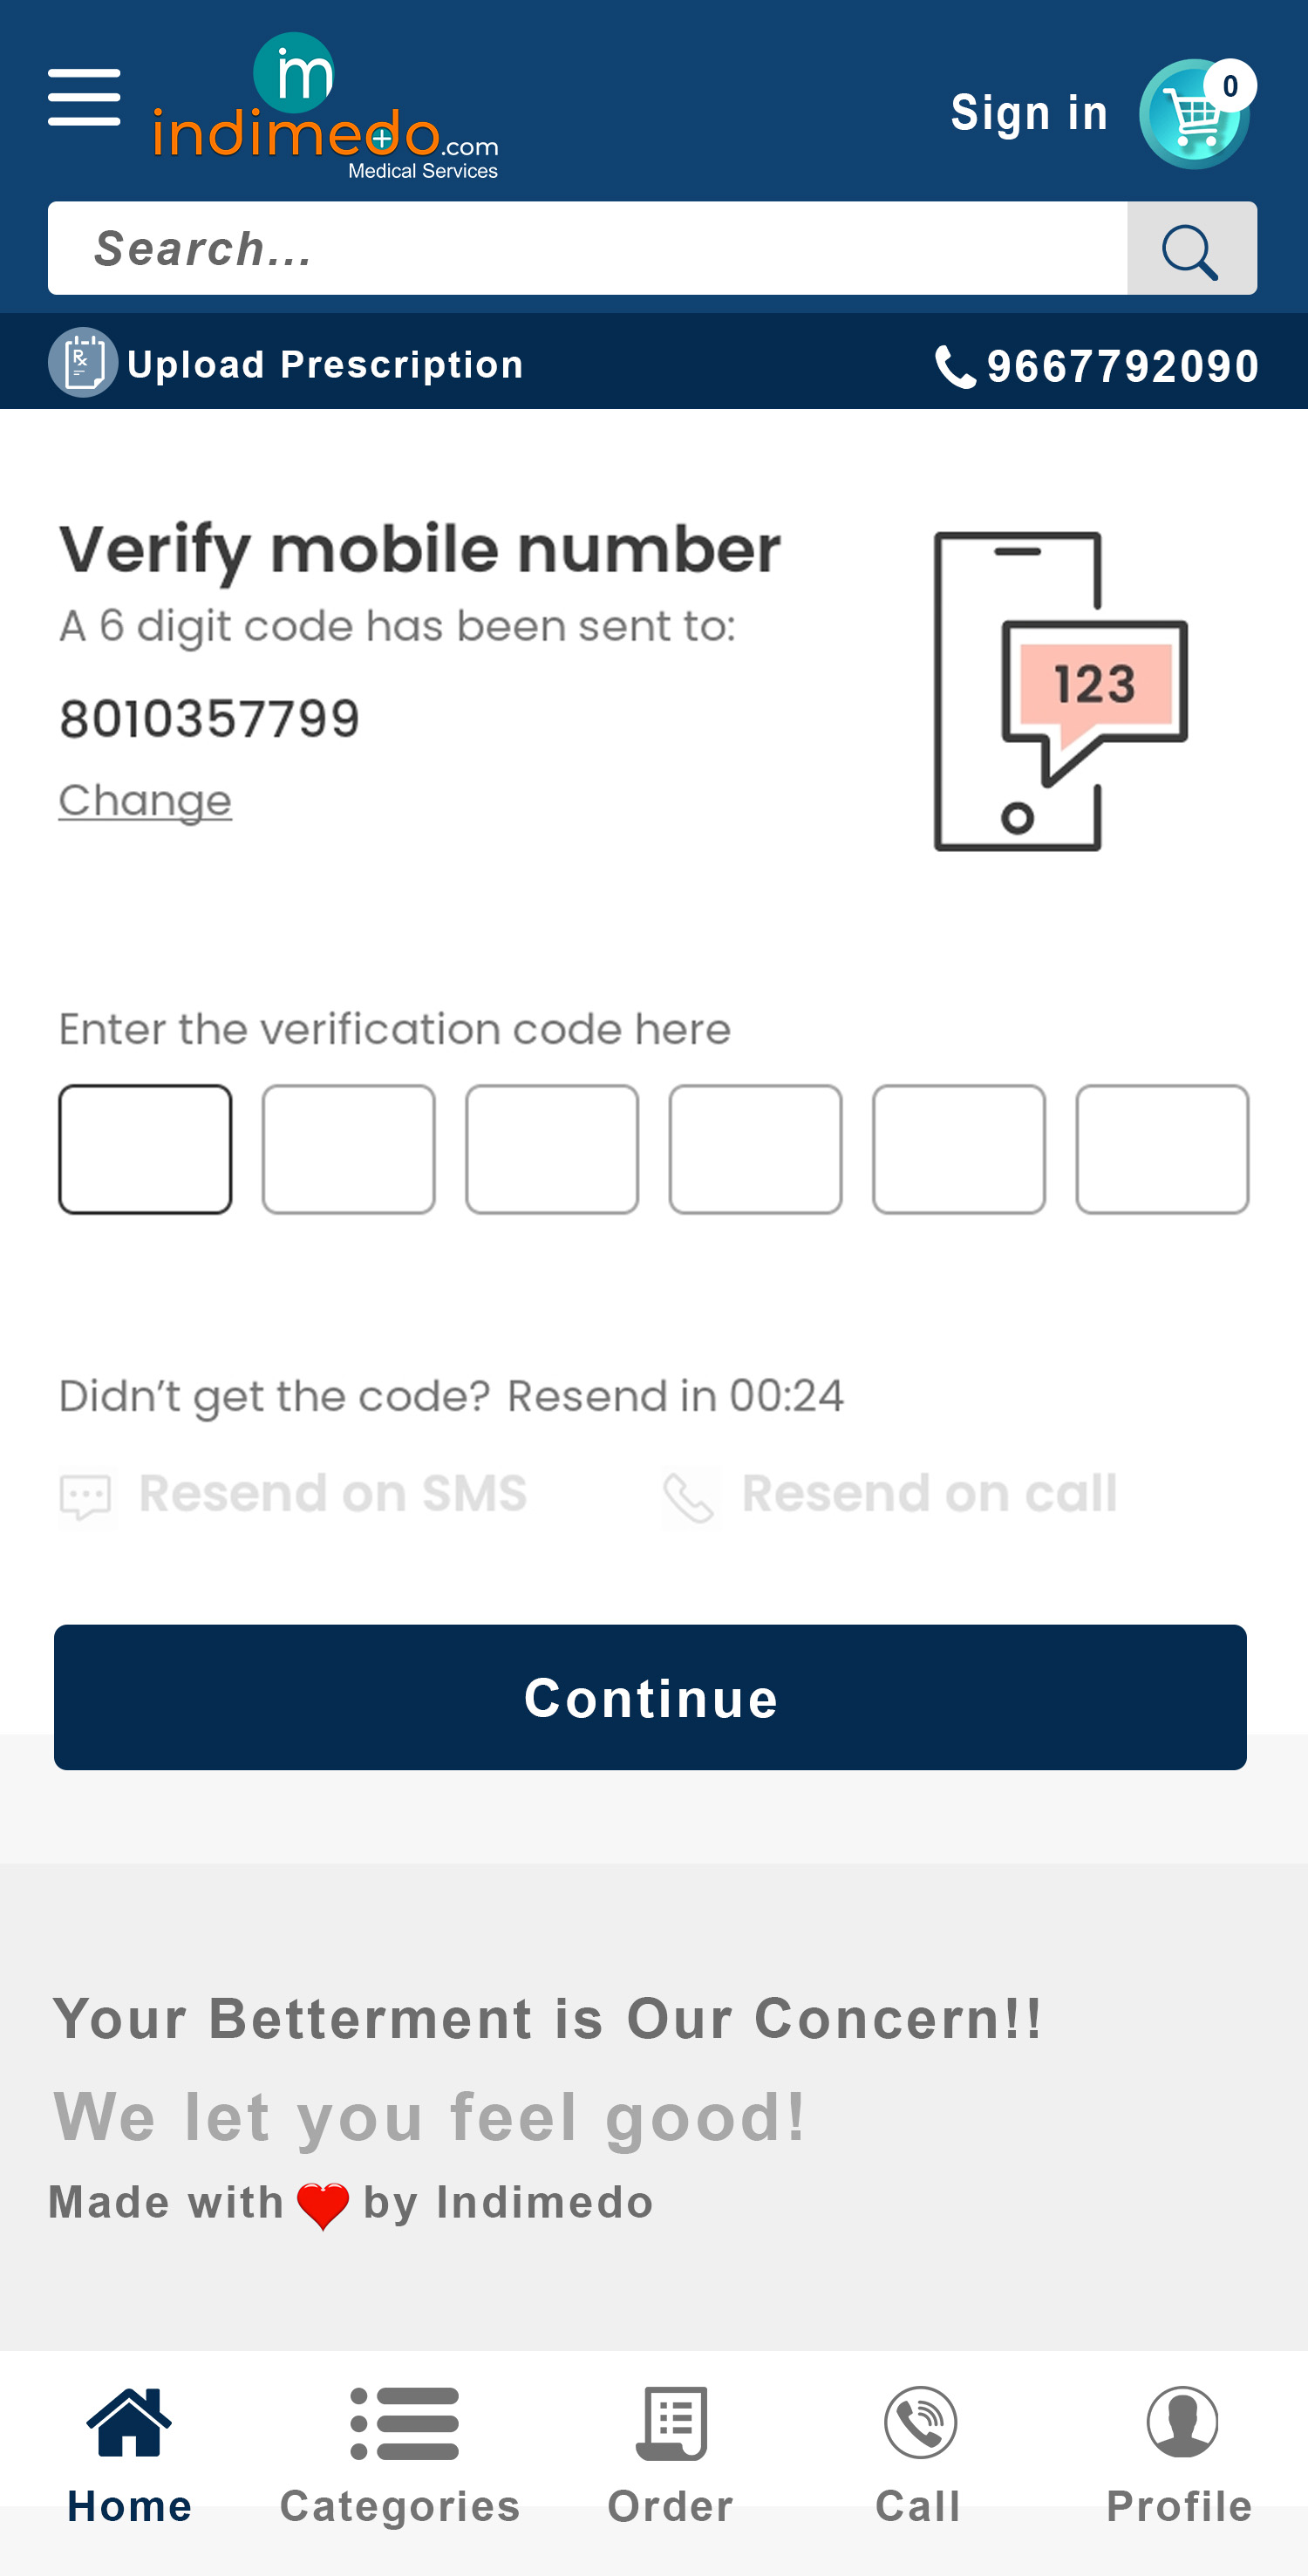 im
indimedo.com
Medical Services
Sign in
0
Search...
Rx
Upload Prescription
9667792090
Verify mobile number
A 6 digit code has been sent to:
8010357799
Change
123
Enter the verification code here
Didn’t get the code? Resend in 00:24
Resend on SMS
Resend on call
Continue
Your Betterment is Our Concern!!
We let you feel good!
Made with by Indimedo
Home
Categories
Order
Call
Profile